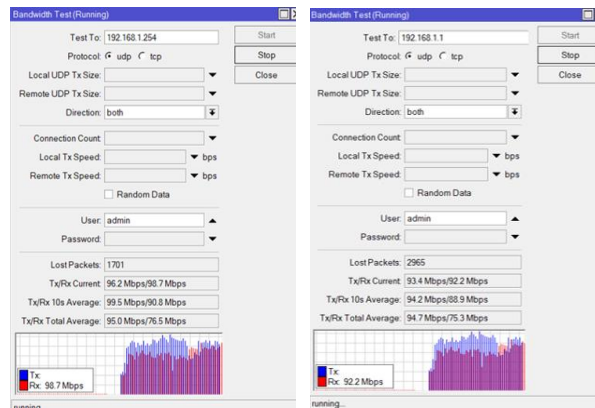 Bandwidth Test (Running)
Test To: 192.168.1.254
Start
Protocol: udp tcp
Stop
Local UDP Tx Size:
Close
Remote UDP Tx Size:
Direction: both
Connection Count:
Local Tx Speed: bps
Remote Tx Speed: bps
Random Data
User: admin
Password:
Lost Packets: 1701
Tx/Rx Current: 96.2 Mbps/98.7 Mbps
Tx/Rx 10s Average: 99.5 Mbps/90.8 Mbps
Tx/Rx Total Average: 95.0 Mbps/76.5 Mbps
Tx:
Rx: 98.7 Mbps
running...
Bandwidth Test (Running)
Test To: 192.168.1.1
Start
Protocol: udp tcp
Stop
Local UDP Tx Size:
Close
Remote UDP Tx Size:
Direction: both
Connection Count:
Local Tx Speed: bps
Remote Tx Speed: bps
Random Data
User: admin
Password:
Lost Packets: 2965
Tx/Rx Current: 93.4 Mbps/92.2 Mbps
Tx/Rx 10s Average: 94.2 Mbps/88.9 Mbps
Tx/Rx Total Average: 94.7 Mbps/75.3 Mbps
Tx:
Rx: 92.2 Mbps
running...